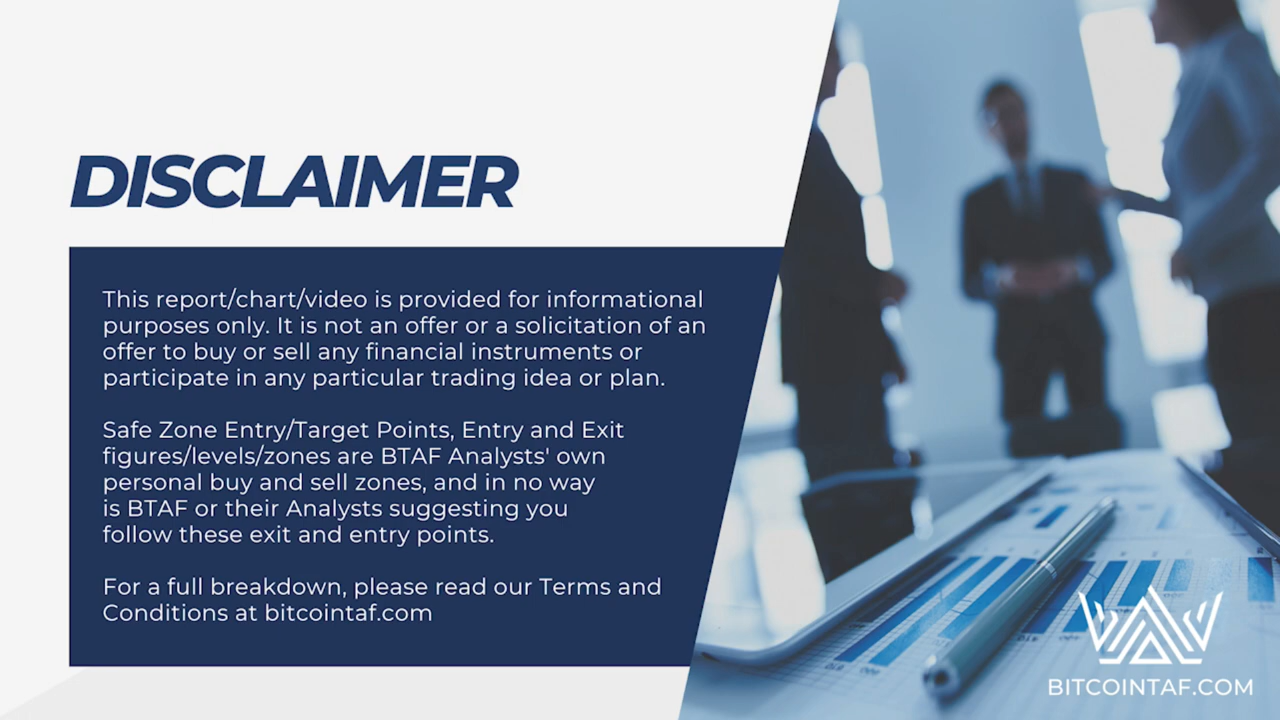 DISCLAIMER
This report/chart/video is provided for informational
purposes only. It is not an offer or a solicitation of an
offer to buy or sell any financial instruments or
participate in any particular trading idea or plan.
Safe Zone Entry/Target Points, Entry and Exit
figures/levels/zones are BTAF Analysts' own
personal buy and sell zones, and in no way
is BTAF or their Analysts suggesting you
follow these exit and entry points.
For a full breakdown, please read our Terms and
Conditions at bitcointaf.com
BITCOINTAF.COM